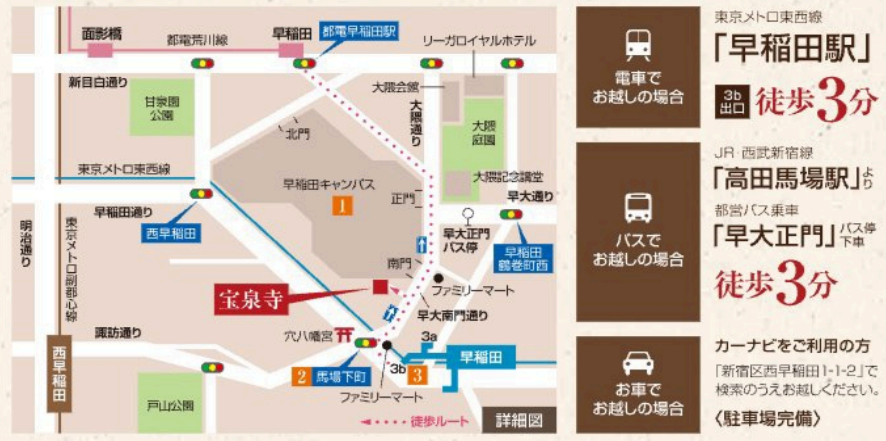 面影橋
都電荒川線
早稲田
都電早稲田駅
リーガロイヤルホテル
新目白通り
甘泉園
公園
北門
大隈会館
大隈通り
大隈
庭園
東京メトロ東西線
早稲田キャンパス
1
正門
大隈記念講堂
早大通り
早稲田通り
西早稲田
早大正門
バス停
早稲田
鶴巻町西
明治通り
東京メトロ副都心線
南門
宝泉寺
ファミリーマート
早大南門通り
諏訪通り
穴八幡宮
3a
早稲田
西早稲田
2
馬場下町
3b
3
戸山公園
ファミリーマート
徒歩ルート
詳細図
電車で
お越しの場合
東京メトロ東西線
「早稲田駅」
3b
出口
徒歩3分
バスで
お越しの場合
JR・西武新宿線
「高田馬場駅」より
都営バス乗車
「早大正門」バス停
下車
徒歩3分
お車で
お越しの場合
カーナビをご利用の方
「新宿区西早稲田1-1-2」で
検索のうえお越しください。
〈駐車場完備〉